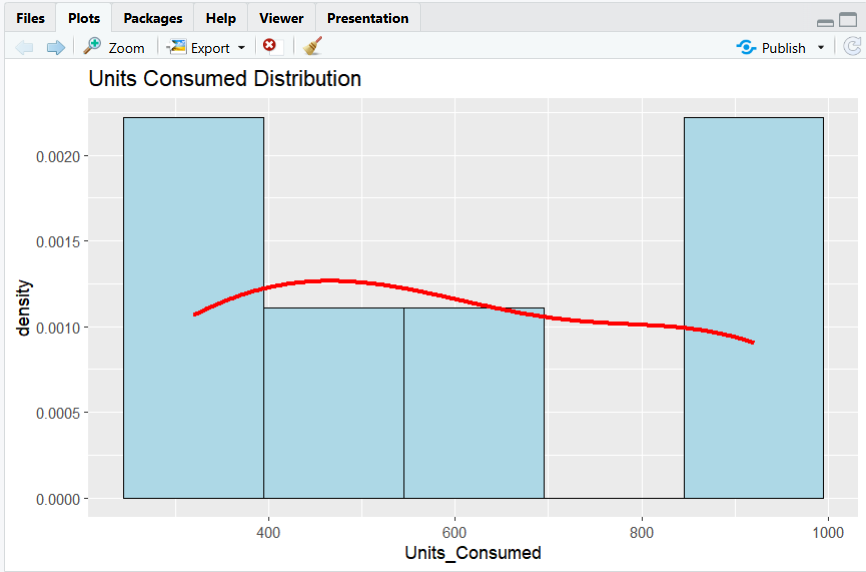 Files Plots Packages Help Viewer Presentation
Zoom Export Publish
Units Consumed Distribution
0.0020
0.0015
0.0010
0.0005
0.0000
density
400 600 800 1000
Units_Consumed